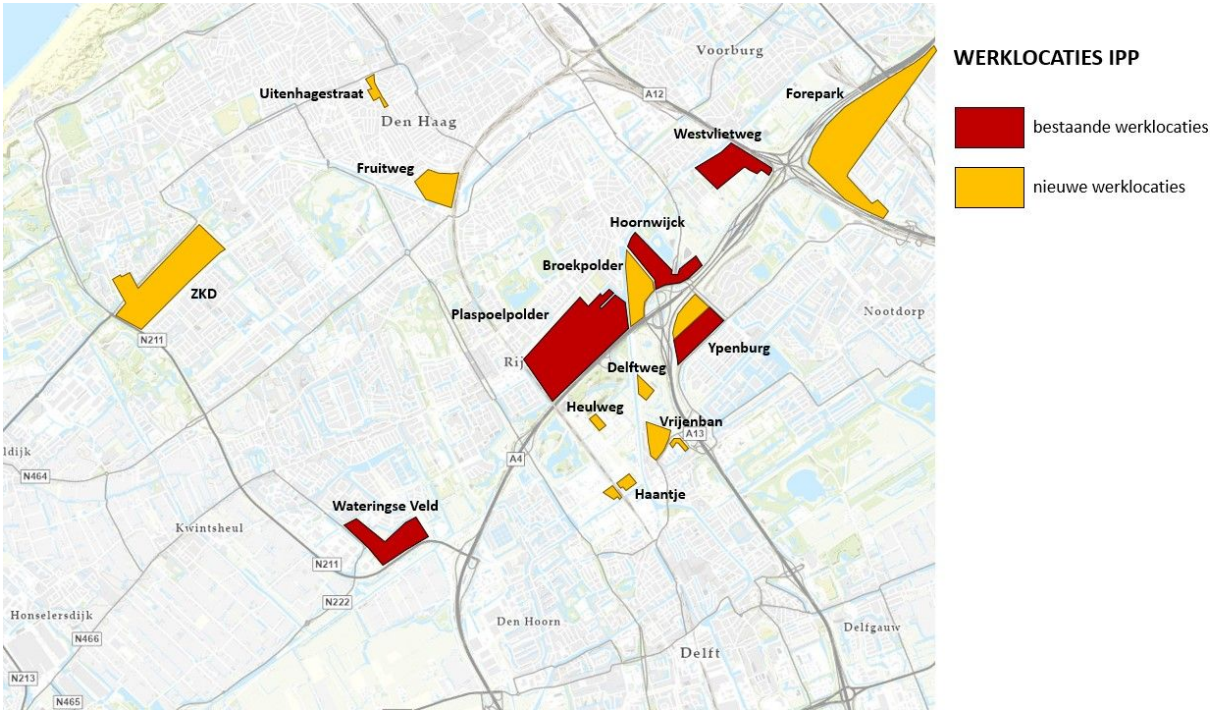 Voorburg
WERKLOCATIES IPP
Uitenhagestraat
A12
Forepark
Den Haag
Westvlietweg
bestaande werklocaties
Fruitweg
nieuwe werklocaties
Hoornwijck
Broekpolder
ZKD
Plaspoelpolder
Nootdorp
N211
Ypenburg
Rij
Delftweg
Heulweg
Vrijenban
A13
ldijk
A4
N464
Haantje
Wateringse Veld
Kwintsheul
N211
N222
Honselersdijk
Den Hoorn
Delfgauw
N466
Delft
N213
N465